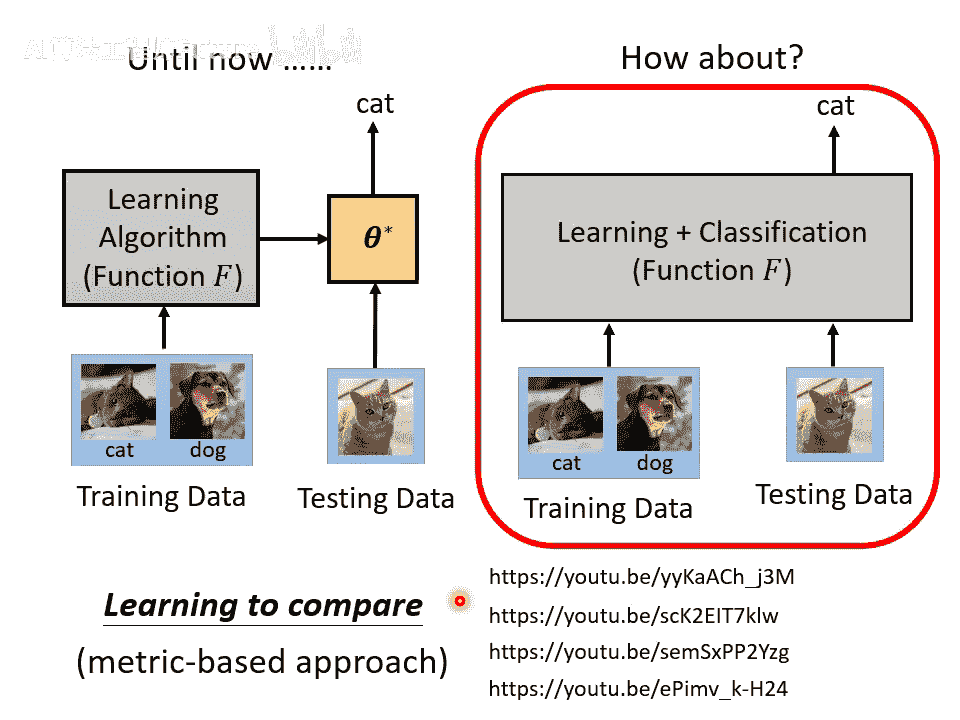 Until now ……
How about?
cat
Learning
Algorithm
(Function F)
θ*
cat
dog
Training Data
Testing Data
cat
Learning + Classification
(Function F)
cat
dog
Training Data
Testing Data
Learning to compare
(metric-based approach)
https://youtu.be/yyKaACh_j3M
https://youtu.be/scK2EIT7klw
https://youtu.be/semSxPP2Yzg
https://youtu.be/ePimv_k-H24